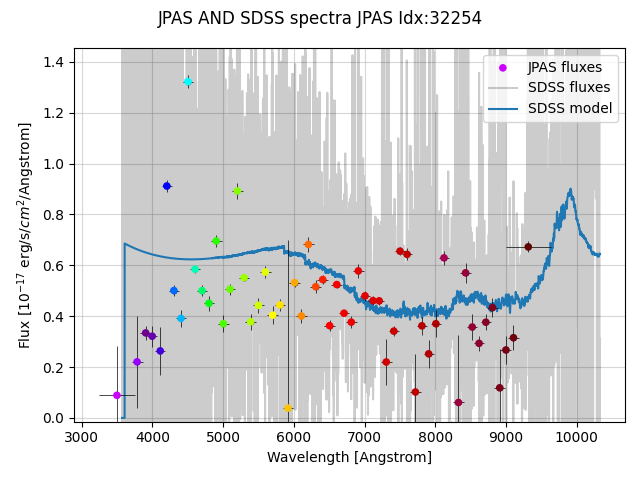 JPAS AND SDSS spectra JPAS Idx:32254
JPAS fluxes
SDSS fluxes
SDSS model
Flux [10⁻¹⁷ erg/s/cm²/Angstrom]
1.4
1.2
1.0
0.8
0.6
0.4
0.2
0.0
3000 4000 5000 6000 7000 8000 9000 10000
Wavelength [Angstrom]